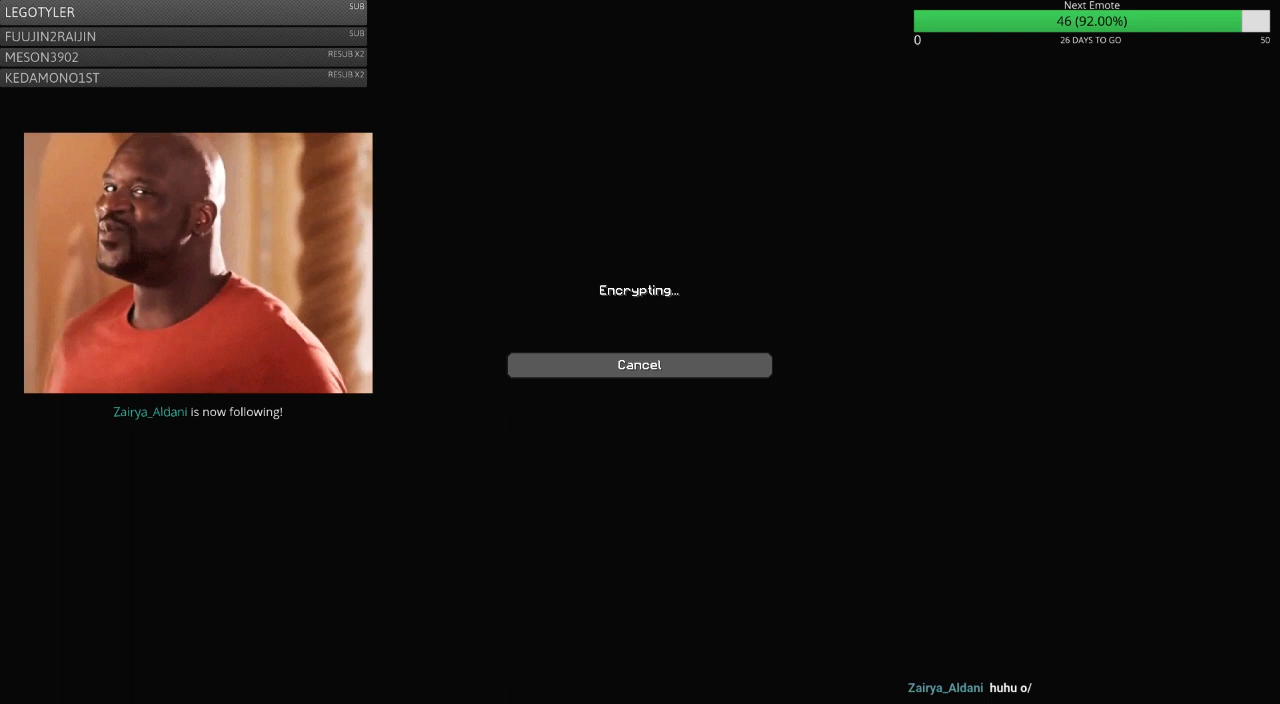 LEGOTYLER SUB
FUUJIN2RAIJIN SUB
MESON3902 RESUB X2
KEDAMONO1ST RESUB X2
Next Emote
46 (92.00%)
0 26 DAYS TO GO 50
Encrypting...
Cancel
Zairya_Aldani is now following!
Zairya_Aldani huhu o/